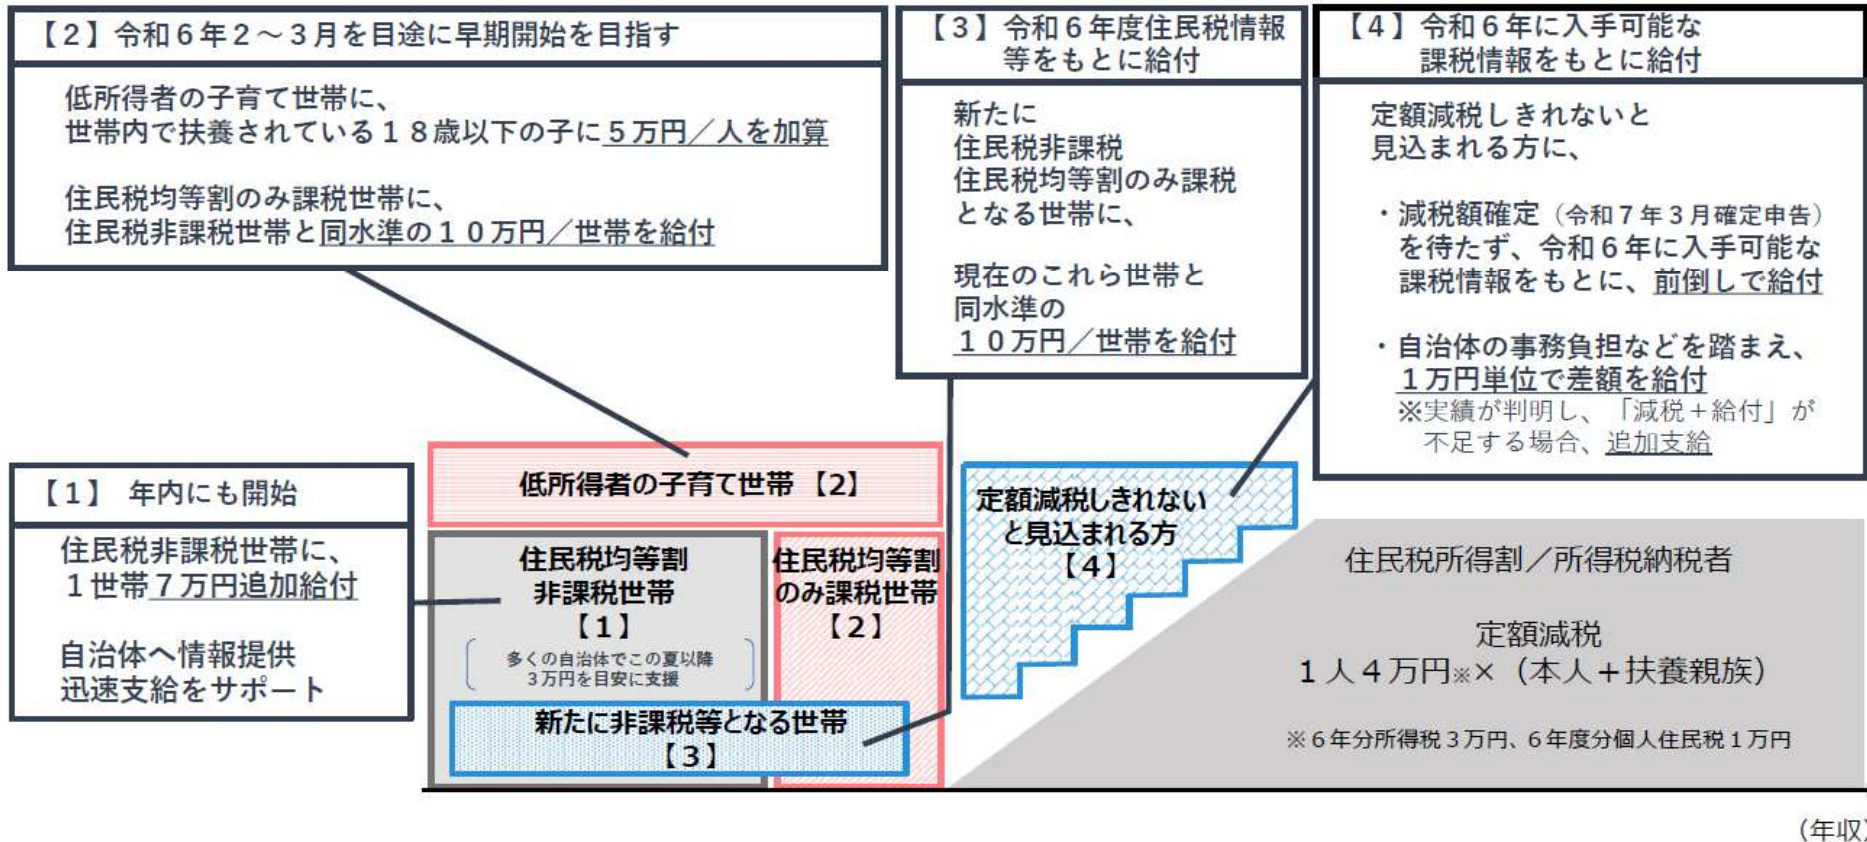 【２】令和６年２～３月を目途に早期開始を目指す
低所得者の子育て世帯に、
世帯内で扶養されている１８歳以下の子に５万円／人を加算
住民税均等割のみ課税世帯に、
住民税非課税世帯と同水準の１０万円／世帯を給付
【３】令和６年度住民税情報
等をもとに給付
新たに
住民税非課税
住民税均等割のみ課税
となる世帯に、
現在のこれら世帯と
同水準の
１０万円／世帯を給付
【４】令和６年に入手可能な
課税情報をもとに給付
定額減税しきれないと
見込まれる方に、
・減税額確定（令和７年３月確定申告）
を待たず、令和６年に入手可能な
課税情報をもとに、前倒しで給付
・自治体の事務負担などを踏まえ、
１万円単位で差額を給付
※実績が判明し、「減税＋給付」が
不足する場合、追加支給
【１】 年内にも開始
住民税非課税世帯に、
１世帯７万円追加給付
自治体へ情報提供
迅速支給をサポート
低所得者の子育て世帯【2】
住民税均等割
非課税世帯
【１】
多くの自治体でこの夏以降
３万円を目安に支援
住民税均等割
のみ課税世帯
【２】
新たに非課税等となる世帯
【３】
定額減税しきれない
と見込まれる方
【４】
住民税所得割／所得税納税者
定額減税
１人４万円※×（本人＋扶養親族）
※６年分所得税３万円、６年度分個人住民税１万円
（年収）